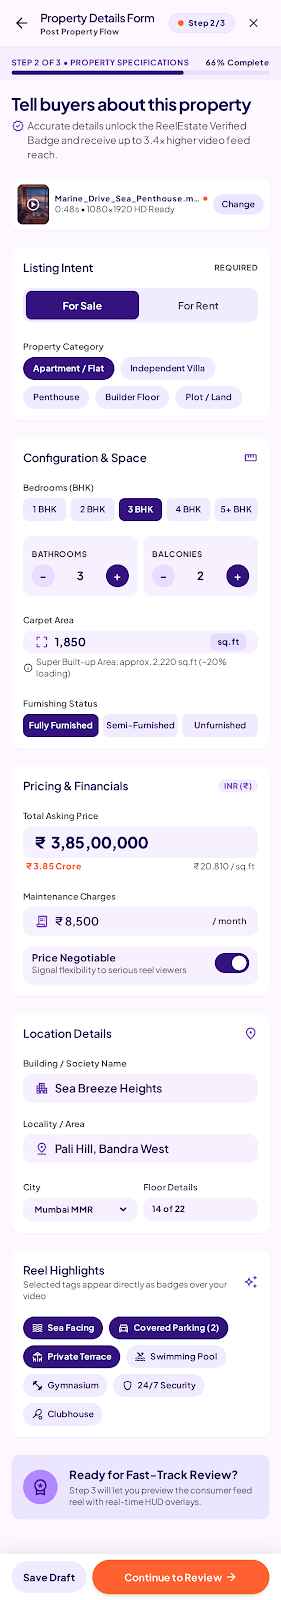 Property Details Form
Post Property Flow
Step 2/3
STEP 2 OF 3 • PROPERTY SPECIFICATIONS
66% Complete
Tell buyers about this property
Accurate details unlock the ReelEstate Verified
Badge and receive up to 3.4x higher video feed
reach.
Marine_Drive_Sea_Penthouse.m...
0:48s • 1080x1920 HD Ready
Change
Listing Intent
REQUIRED
For Sale
For Rent
Property Category
Apartment / Flat
Independent Villa
Penthouse
Builder Floor
Plot / Land
Configuration & Space
Bedrooms (BHK)
1 BHK
2 BHK
3 BHK
4 BHK
5+ BHK
BATHROOMS
- 3 +
BALCONIES
- 2 +
Carpet Area
1,850
sq.ft
Super Built-up Area: approx. 2,220 sq.ft (~20%
loading)
Furnishing Status
Fully Furnished
Semi-Furnished
Unfurnished
Pricing & Financials
INR (₹)
Total Asking Price
₹ 3,85,00,000
₹ 3.85 Crore
₹ 20,810 / sq.ft
Maintenance Charges
₹ 8,500
/ month
Price Negotiable
Signal flexibility to serious reel viewers
Location Details
Building / Society Name
Sea Breeze Heights
Locality / Area
Pali Hill, Bandra West
City
Floor Details
Mumbai MMR
14 of 22
Reel Highlights
Selected tags appear directly as badges over your
video
Sea Facing
Covered Parking (2)
Private Terrace
Swimming Pool
Gymnasium
24/7 Security
Clubhouse
Ready for Fast-Track Review?
Step 3 will let you preview the consumer feed
reel with real-time HUD overlays.
Save Draft
Continue to Review →